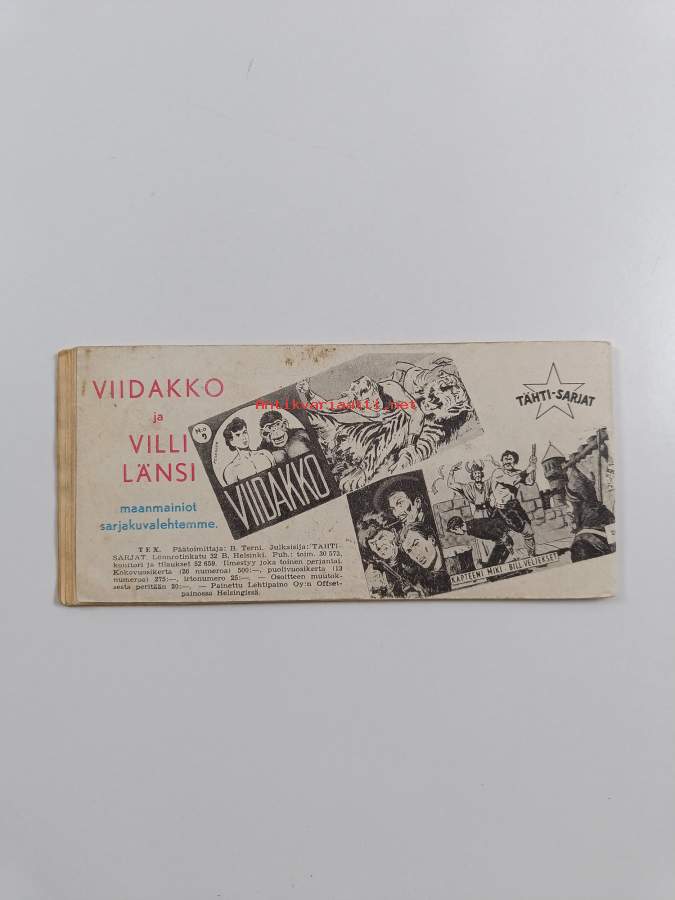 VIIDAKKO
ja
VILLI
LÄNSI
maanmainiot
sarjakuvalehtemme.
TEX. Päätoimittaja: B. Terni. Julkaisija: TÄHTI-
SARJAT, Lönnrotinkatu 32 B, Helsinki. Puh.: toim. 30 573,
konttori ja tilaukset 52 659. Ilmestyy joka toinen perjantai.
Kokovuosikerta (26 numeroa) 500:—, puolivuosikerta (13
numeroa) 275:—, irtonumero 25:—. — Osoitteen muutok-
sesta peritään 20:—. — Painettu Lehtipaino Oy:n Offset-
painossa Helsingissä.
N:o
9
VIIDAKKO
Antikvariaatti.net
TÄHTI-SARJAT
KAPTEENI MIKI · BILL VELJEKSET